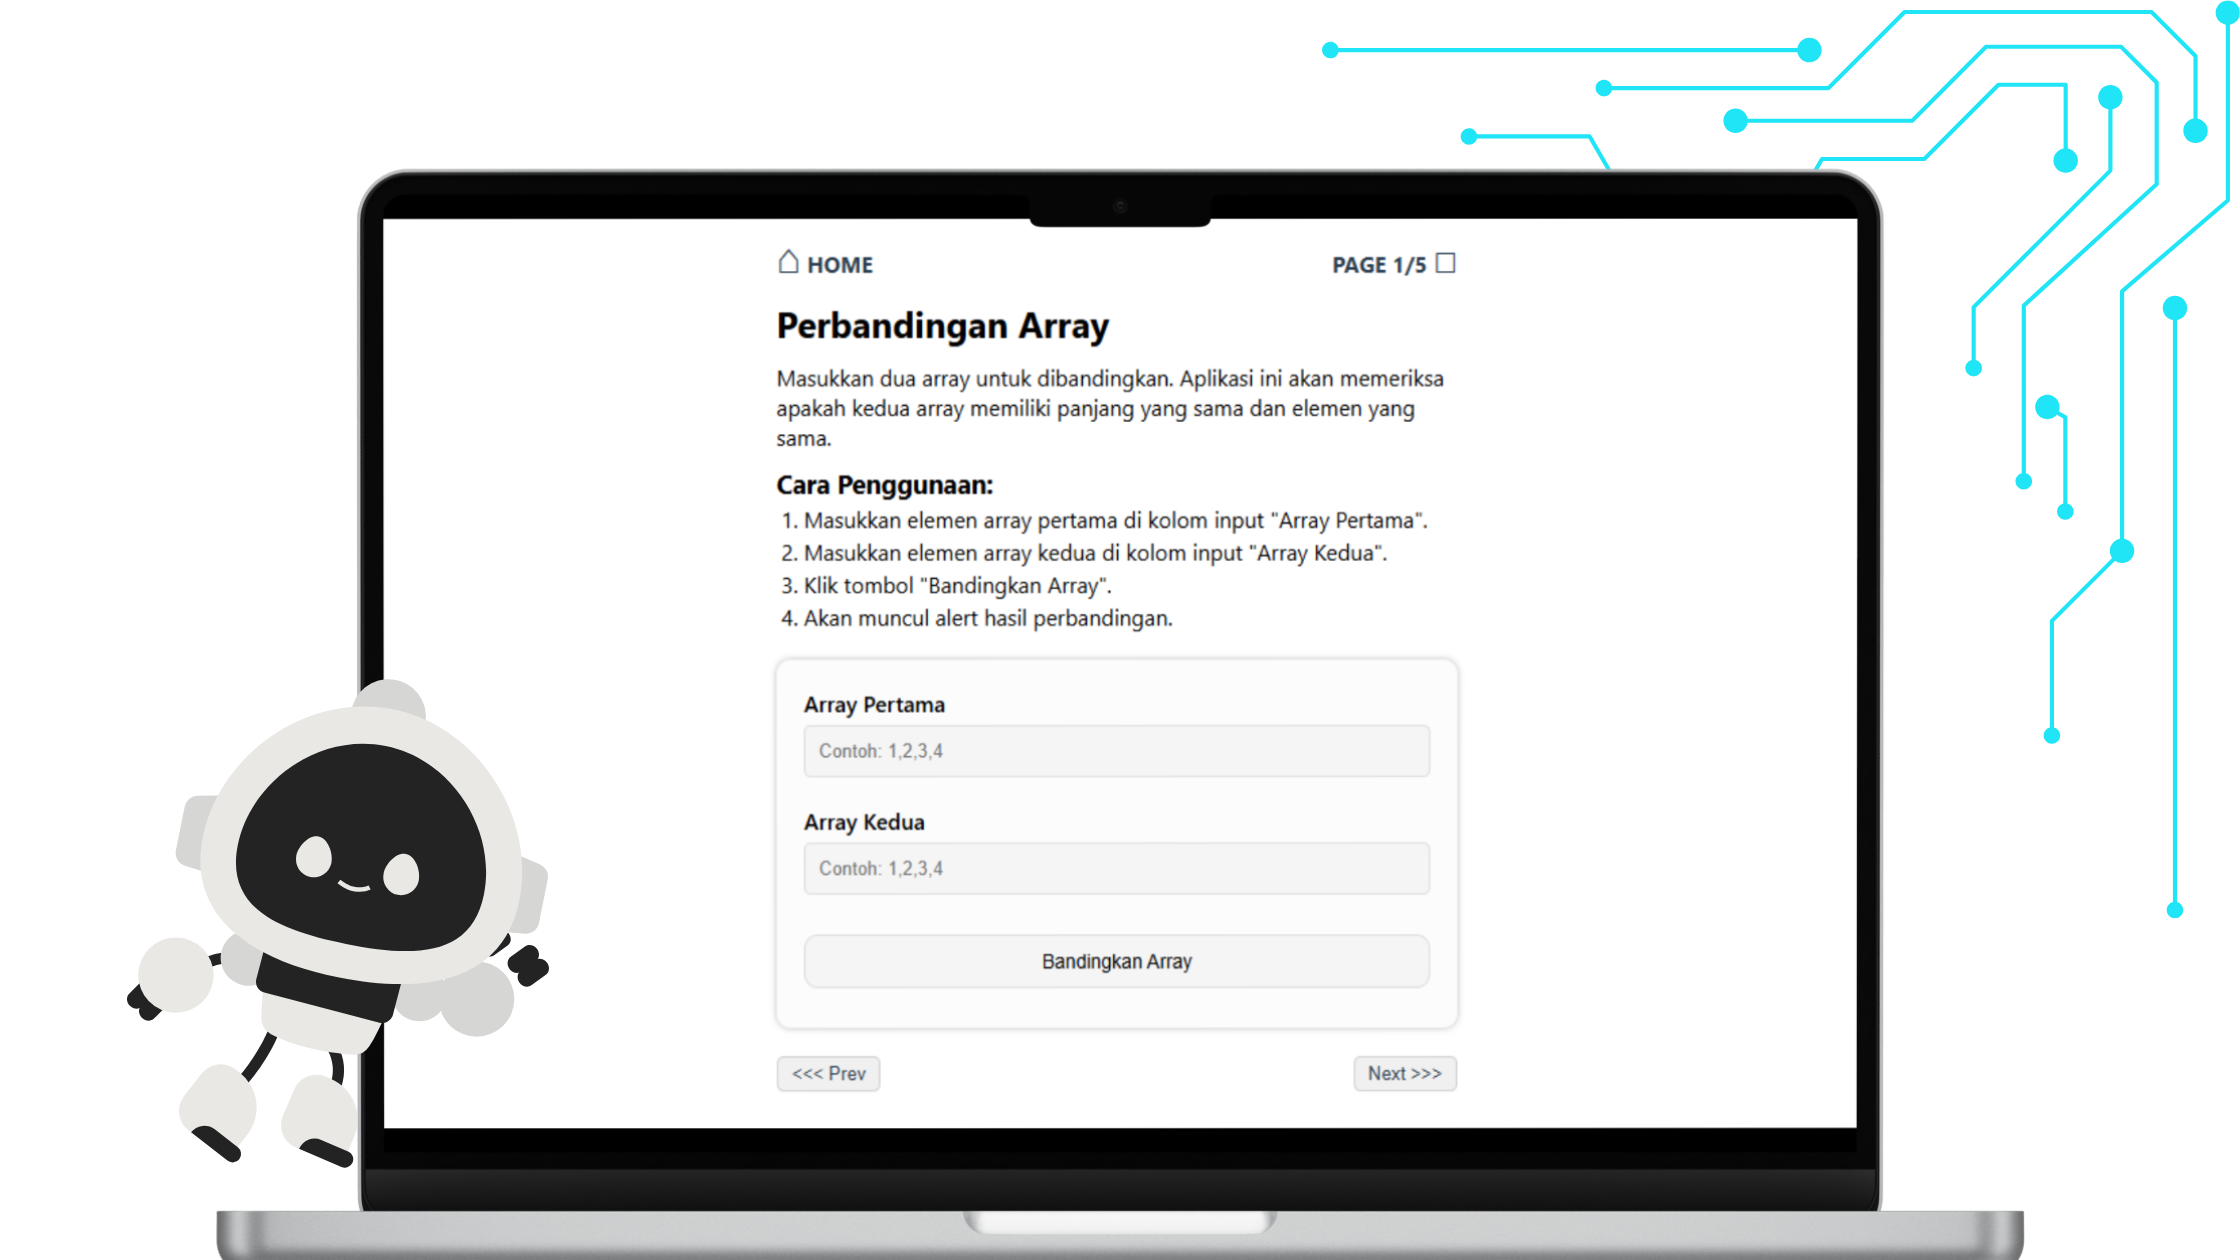 HOME
PAGE 1/5
Perbandingan Array
Masukkan dua array untuk dibandingkan. Aplikasi ini akan memeriksa
apakah kedua array memiliki panjang yang sama dan elemen yang
sama.
Cara Penggunaan:
1. Masukkan elemen array pertama di kolom input "Array Pertama".
2. Masukkan elemen array kedua di kolom input "Array Kedua".
3. Klik tombol "Bandingkan Array".
4. Akan muncul alert hasil perbandingan.
Array Pertama
Contoh: 1,2,3,4
Array Kedua
Contoh: 1,2,3,4
Bandingkan Array
<<< Prev
Next >>>